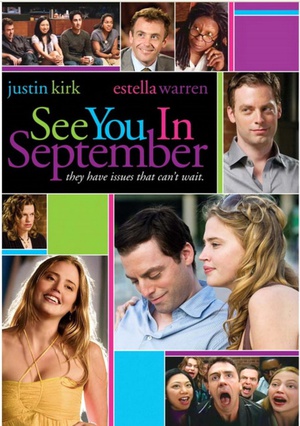 justin kirk estella warren
See You In
September
they have issues that can't wait.